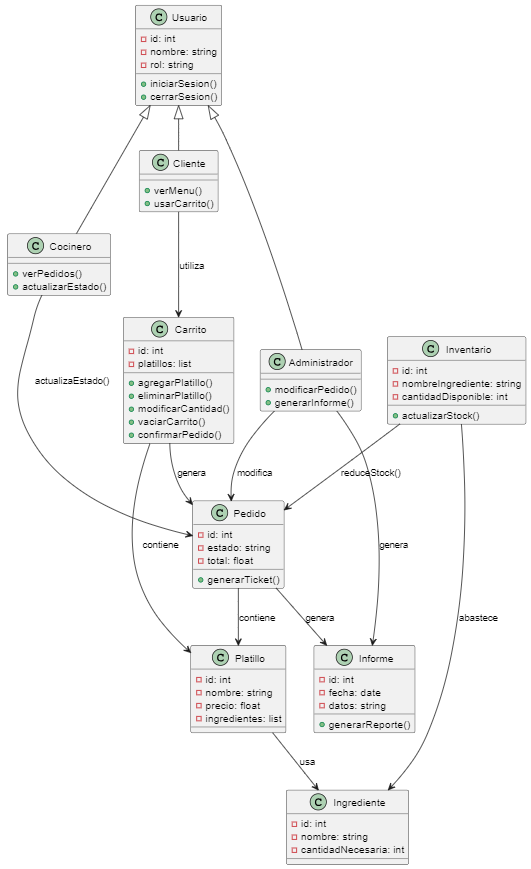 C Usuario
id: int
nombre: string
rol: string
iniciarSesion()
cerrarSesion()
C Cliente
verMenu()
usarCarrito()
C Cocinero
verPedidos()
actualizarEstado()
utiliza
C Carrito
id: int
platillos: list
agregarPlatillo()
eliminarPlatillo()
modificarCantidad()
vaciarCarrito()
confirmarPedido()
C Administrador
modificarPedido()
generarInforme()
C Inventario
id: int
nombreIngrediente: string
cantidadDisponible: int
actualizarStock()
actualizaEstado()
genera
modifica
reduceStock()
C Pedido
id: int
estado: string
total: float
generarTicket()
contiene
genera
contiene
genera
abastece
C Platillo
id: int
nombre: string
precio: float
ingredientes: list
C Informe
id: int
fecha: date
datos: string
generarReporte()
usa
C Ingrediente
id: int
nombre: string
cantidadNecesaria: int